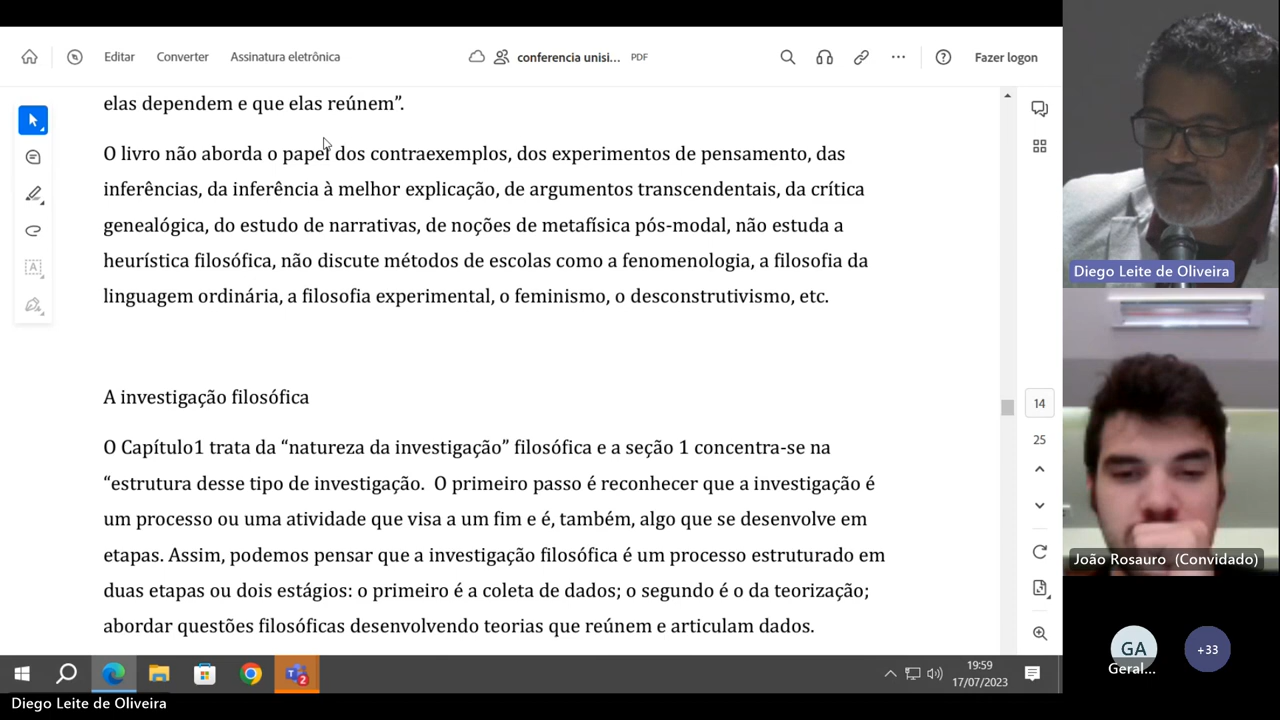 Editar
Converter
Assinatura eletrônica
conferencia unisi...
PDF
Fazer logon
elas dependem e que elas reúnem”.
O livro não aborda o papel dos contraexemplos, dos experimentos de pensamento, das
inferências, da inferência à melhor explicação, de argumentos transcendentais, da crítica
genealógica, do estudo de narrativas, de noções de metafísica pós-modal, não estuda a
heurística filosófica, não discute métodos de escolas como a fenomenologia, a filosofia da
linguagem ordinária, a filosofia experimental, o feminismo, o desconstrutivismo, etc.
A investigação filosófica
O Capítulo1 trata da “natureza da investigação” filosófica e a seção 1 concentra-se na
“estrutura desse tipo de investigação.  O primeiro passo é reconhecer que a investigação é
um processo ou uma atividade que visa a um fim e é, também, algo que se desenvolve em
etapas. Assim, podemos pensar que a investigação filosófica é um processo estruturado em
duas etapas ou dois estágios: o primeiro é a coleta de dados; o segundo é o da teorização;
abordar questões filosóficas desenvolvendo teorias que reúnem e articulam dados.
14
25
19:59
17/07/2023
2
Diego Leite de Oliveira
João Rosauro (Convidado)
GA
Geral...
+33
Diego Leite de Oliveira